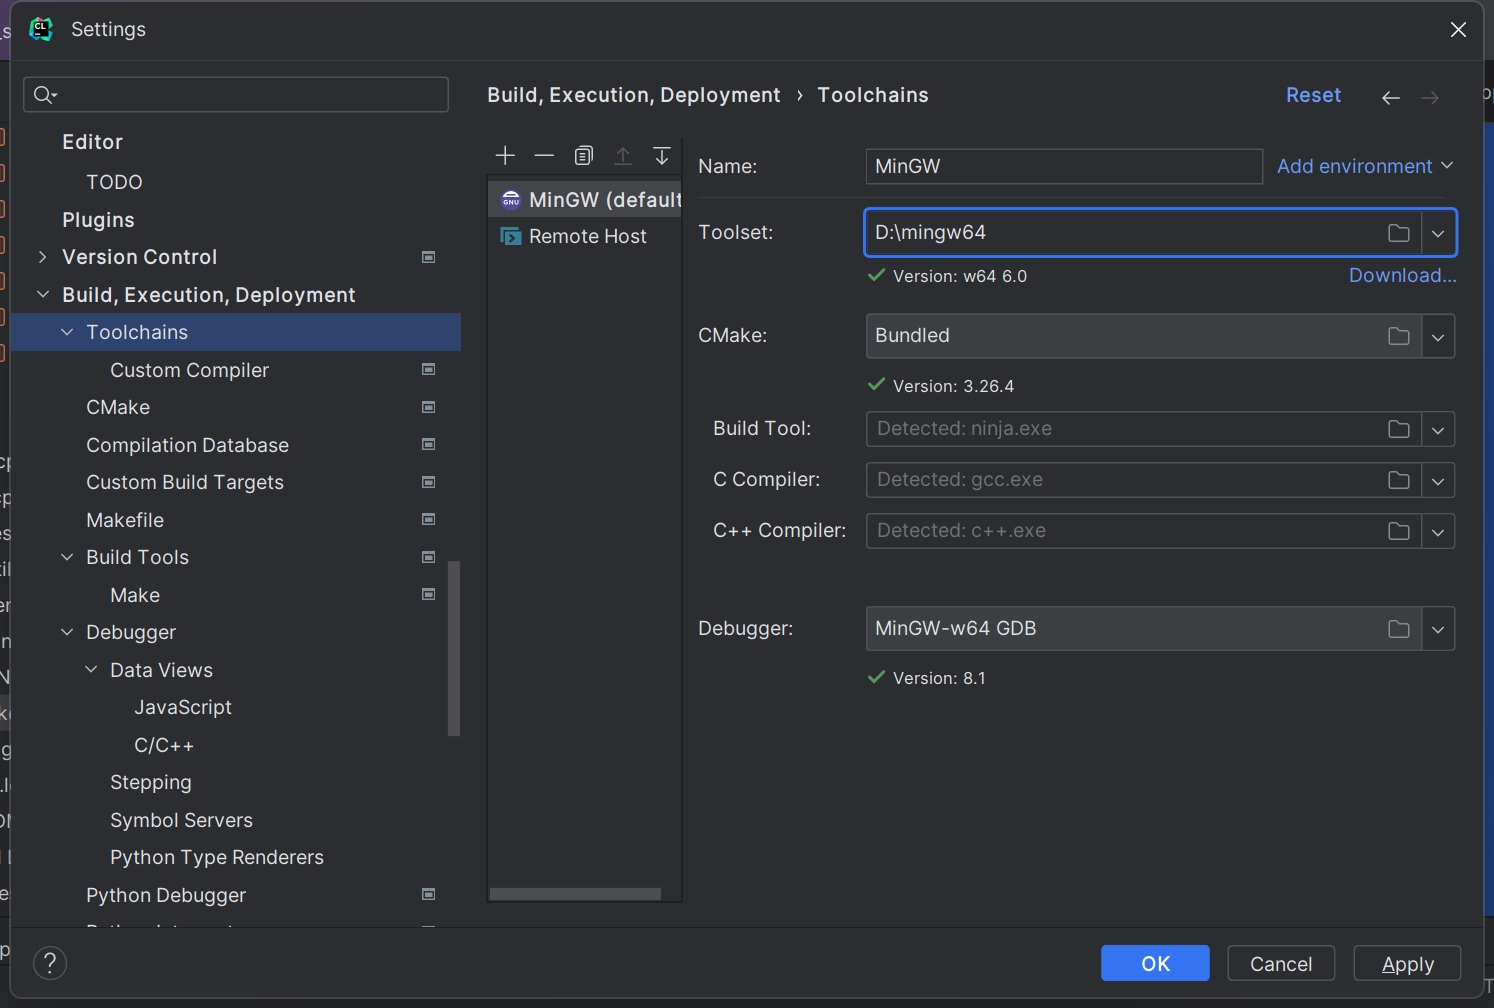 Settings
Build, Execution, Deployment › Toolchains
Reset
Editor
TODO
Plugins
Version Control
Build, Execution, Deployment
Toolchains
Custom Compiler
CMake
Compilation Database
Custom Build Targets
Makefile
Build Tools
Make
Debugger
Data Views
JavaScript
C/C++
Stepping
Symbol Servers
Python Type Renderers
Python Debugger
MinGW (default
Remote Host
Name: MinGW Add environment
Toolset: D:\mingw64
Version: w64 6.0 Download...
CMake: Bundled
Version: 3.26.4
Build Tool: Detected: ninja.exe
C Compiler: Detected: gcc.exe
C++ Compiler: Detected: c++.exe
Debugger: MinGW-w64 GDB
Version: 8.1
?
OK Cancel Apply